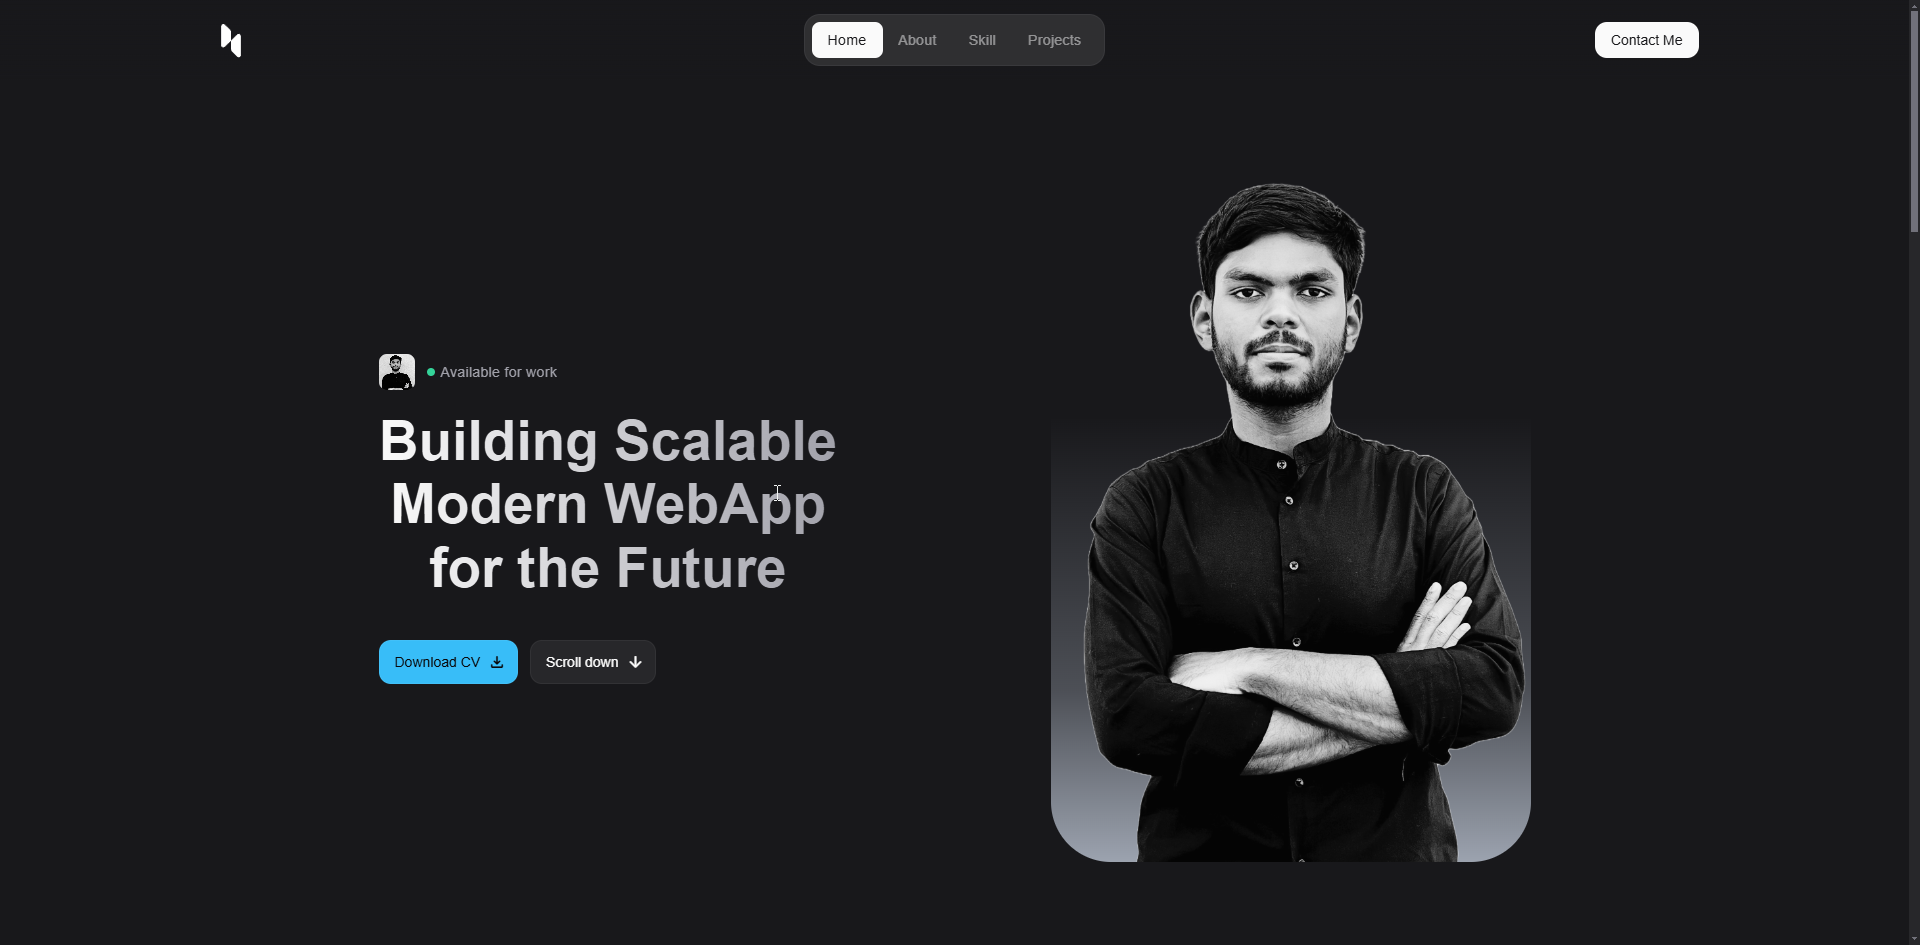 Home
About
Skill
Projects
Contact Me
Available for work
Building Scalable
Modern WebApp
for the Future
Download CV
Scroll down